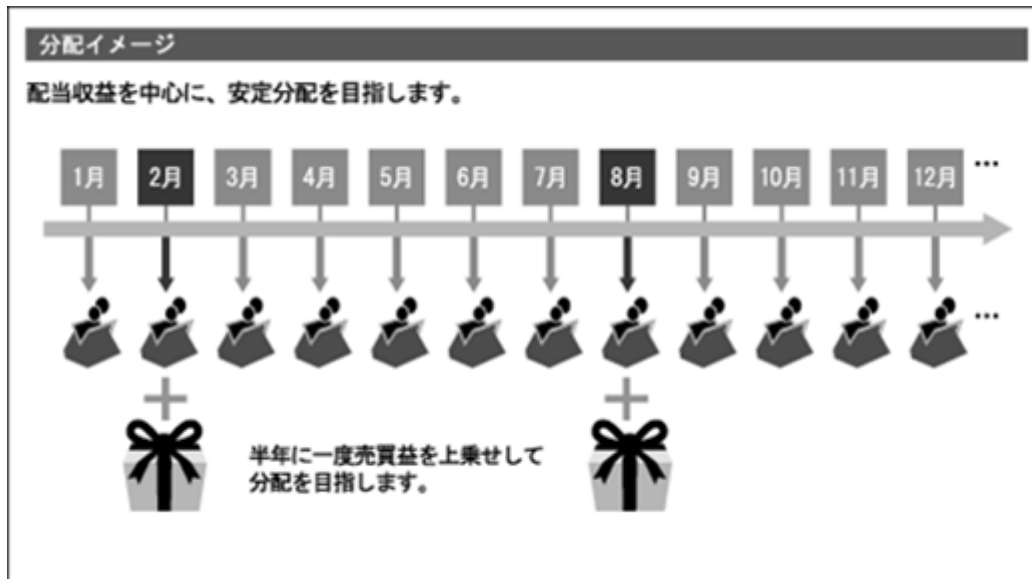 分配イメージ
配当収益を中心に、安定分配を目指します。
1月 2月 3月 4月 5月 6月 7月 8月 9月 10月 11月 12月 …
…
半年に一度売買益を上乗せして
分配を目指します。